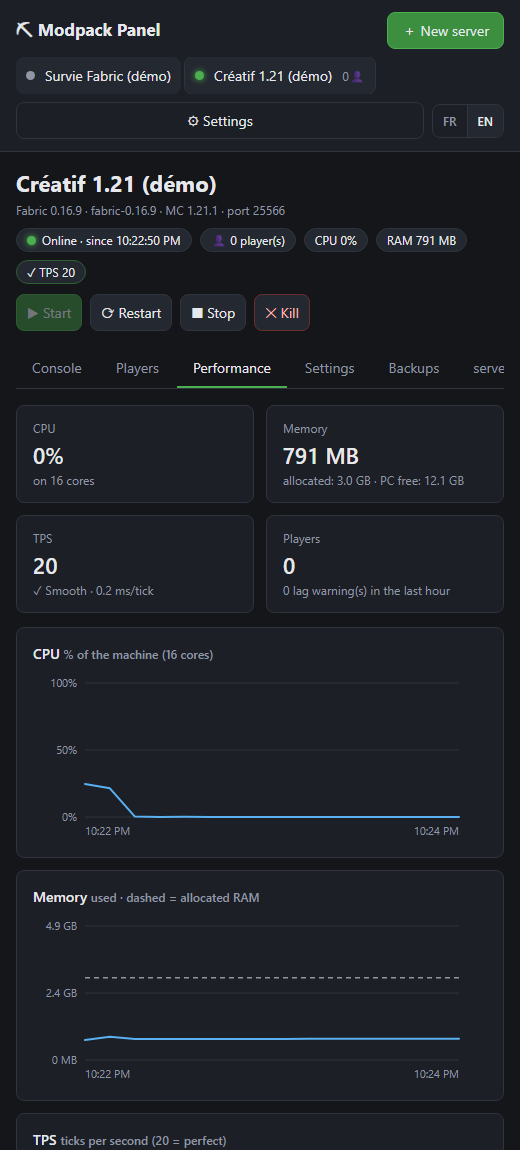 ⛏ Modpack Panel
+ New server
Survie Fabric (démo)
Créatif 1.21 (démo) 0 👤
⚙ Settings
FR EN
Créatif 1.21 (démo)
Fabric 0.16.9 · fabric-0.16.9 · MC 1.21.1 · port 25566
Online · since 10:22:50 PM
👤 0 player(s)
CPU 0%
RAM 791 MB
✓ TPS 20
▶ Start
⟳ Restart
■ Stop
✕ Kill
Console Players Performance Settings Backups serve
CPU
0%
on 16 cores
Memory
791 MB
allocated: 3.0 GB · PC free: 12.1 GB
TPS
20
✓ Smooth · 0.2 ms/tick
Players
0
0 lag warning(s) in the last hour
CPU % of the machine (16 cores)
100%
50%
0%
10:22 PM 10:24 PM
Memory used · dashed = allocated RAM
4.9 GB
2.4 GB
0 MB
10:22 PM 10:24 PM
TPS ticks per second (20 = perfect)